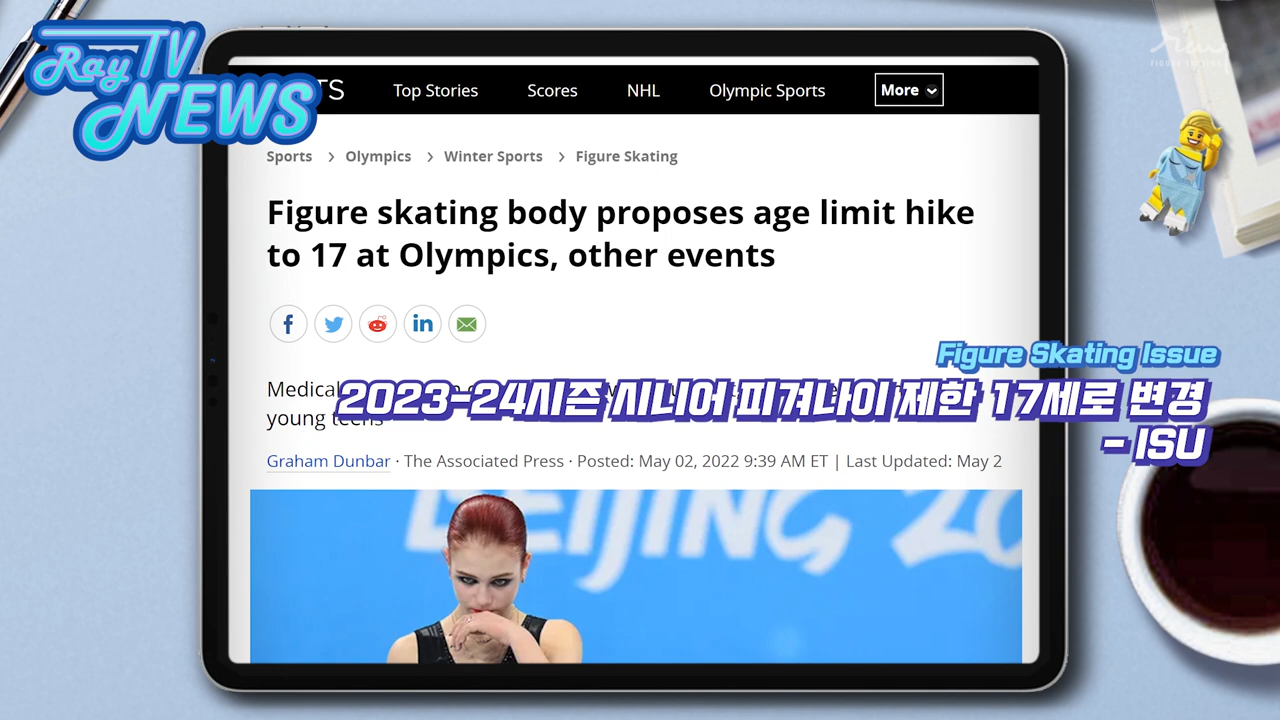 Ray TV
NEWS
TS
Top Stories
Scores
NHL
Olympic Sports
More
Sports > Olympics > Winter Sports > Figure Skating
Figure skating body proposes age limit hike
to 17 at Olympics, other events
Figure Skating Issue
Medical
2023-24시즌 시니어 피겨나이 제한 17세로 변경
young teens
- ISU
Graham Dunbar · The Associated Press · Posted: May 02, 2022 9:39 AM ET | Last Updated: May 2
BEIJING 20